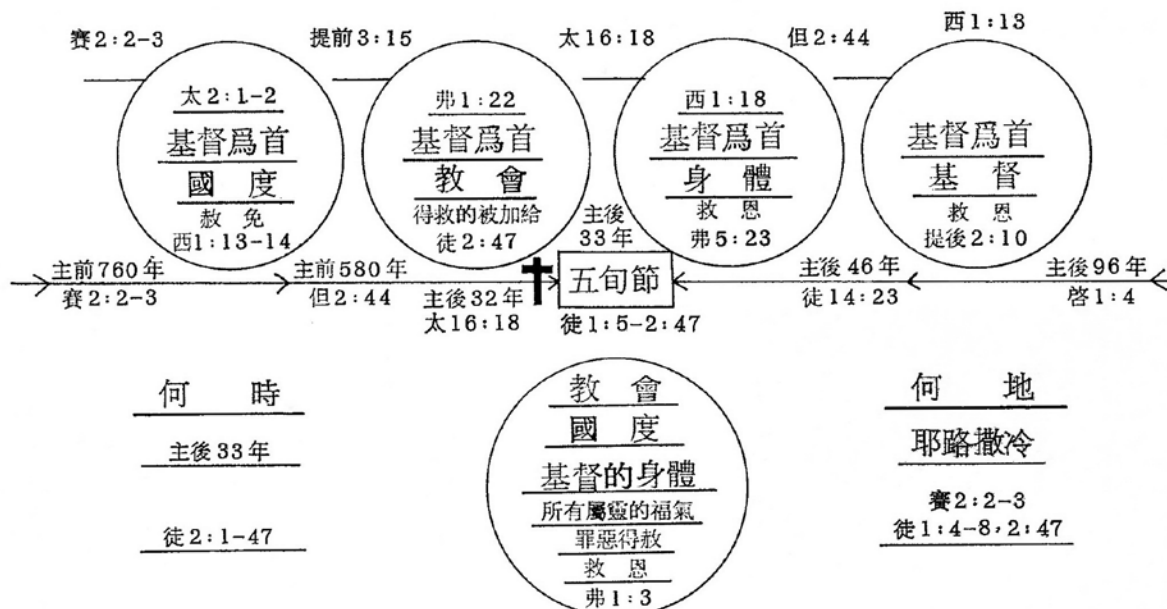 賽2:2-3
提前3:15
太16:18
但2:44
西1:13
太2:1-2
基督爲首
國度
赦免
西1:13-14
弗1:22
基督爲首
教會
得救的被加給
徒2:47
西1:18
基督爲首
身體
救恩
弗5:23
基督爲首
基督
救恩
提後2:10
主前760年
賽2:2-3
主前580年
但2:44
主後32年
太16:18
主後
33年
五旬節
徒1:5-2:47
主後46年
徒14:23
主後96年
啓1:4
何時
主後33年
徒2:1-47
教會
國度
基督的身體
所有屬靈的福氣
罪惡得赦
救恩
弗1:3
何地
耶路撒冷
賽2:2-3
徒1:4-8,2:47